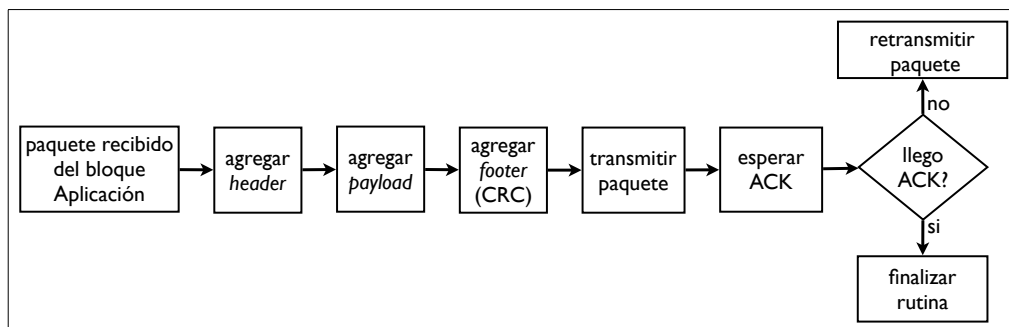 paquete recibido
del bloque
Aplicación
agregar
header
agregar
payload
agregar
footer
(CRC)
transmitir
paquete
esperar
ACK
llego
ACK?
no
retransmitir
paquete
si
finalizar
rutina